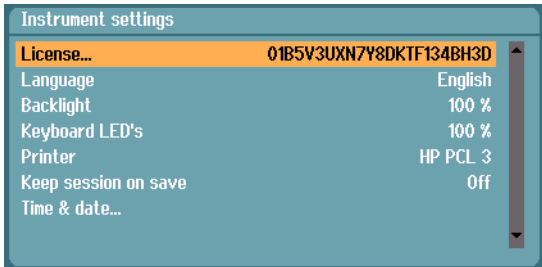 Instrument settings
License... 01B5V3UXN7Y8DKTF134BH3D
Language English
Backlight 100 %
Keyboard LED's 100 %
Printer HP PCL 3
Keep session on save Off
Time & date...